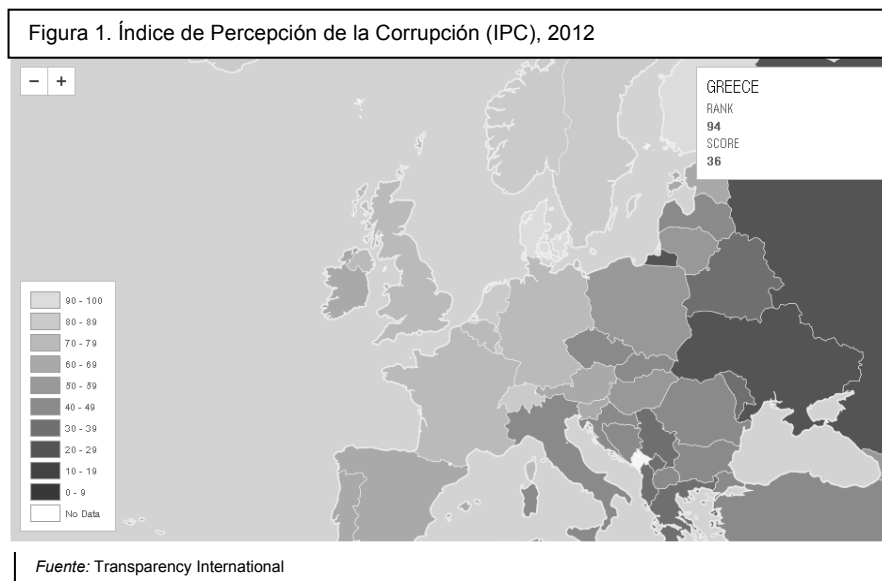 Figura 1. Índice de Percepción de la Corrupción (IPC), 2012
− +
GREECE
RANK
94
SCORE
36
90 - 100
80 - 89
70 - 79
60 - 69
50 - 59
40 - 49
30 - 39
20 - 29
10 - 19
0 - 9
No Data
Fuente: Transparency International